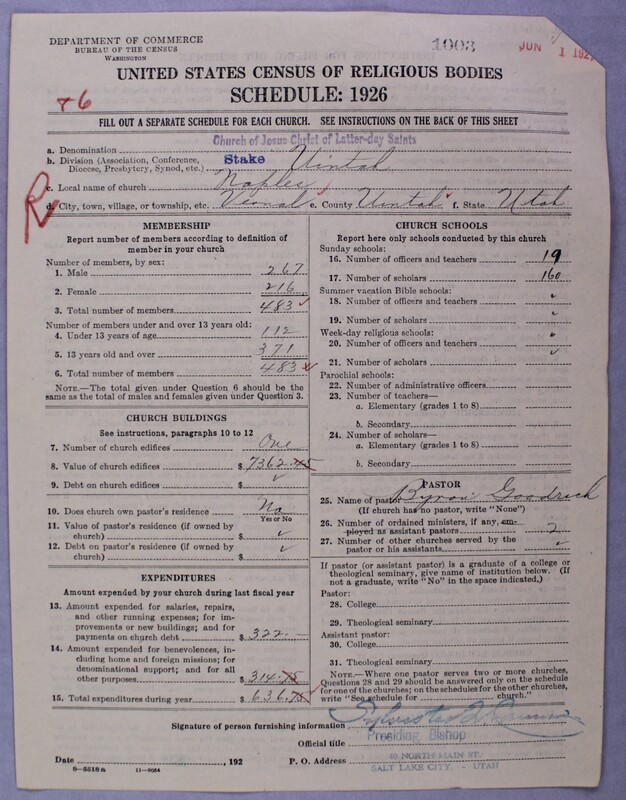 DEPARTMENT OF COMMERCE
BUREAU OF THE CENSUS
WASHINGTON
1003
JUN 1 192
UNITED STATES CENSUS OF RELIGIOUS BODIES
SCHEDULE: 1926
+6
FILL OUT A SEPARATE SCHEDULE FOR EACH CHURCH. SEE INSTRUCTIONS ON THE BACK OF THIS SHEET
a. Denomination Church of Jesus Christ of Latter-day Saints
b. Division (Association, Conference, Diocese, Presbytery, Synod, etc.) Stake Uintah
c. Local name of church Naples
R
d. City, town, village, or township, etc. Vernal e. County Uintah f. State Utah
MEMBERSHIP
Report number of members according to definition of
member in your church
Number of members, by sex:
1. Male 267
2. Female 216
3. Total number of members 483
Number of members under and over 13 years old:
4. Under 13 years of age 112
5. 13 years old and over 371
6. Total number of members 483
NOTE.—The total given under Question 6 should be the
same as the total of males and females given under Question 3.
CHURCH BUILDINGS
See instructions, paragraphs 10 to 12
7. Number of church edifices One
8. Value of church edifices $ 7362.45
9. Debt on church edifices $ ✓
10. Does church own pastor's residence No
Yes or No
11. Value of pastor's residence (if owned by
church) $ ✓
12. Debt on pastor's residence (if owned by
church) $ ✓
EXPENDITURES
Amount expended by your church during last fiscal year
13. Amount expended for salaries, repairs,
and other running expenses; for im-
provements or new buildings; and for
payments on church debt $ 322.—
14. Amount expended for benevolences, in-
cluding home and foreign missions; for
denominational support; and for all
other purposes $ 314.75
15. Total expenditures during year $ 636.75
CHURCH SCHOOLS
Report here only schools conducted by this church
Sunday schools:
16. Number of officers and teachers 19
17. Number of scholars 160
Summer vacation Bible schools:
18. Number of officers and teachers
19. Number of scholars
Week-day religious schools:
20. Number of officers and teachers
21. Number of scholars
Parochial schools:
22. Number of administrative officers
23. Number of teachers—
a. Elementary (grades 1 to 8)
b. Secondary
24. Number of scholars—
a. Elementary (grades 1 to 8)
b. Secondary
PASTOR
25. Name of pastor Byron Goodrich
(If church has no pastor, write "None")
26. Number of ordained ministers, if any, em-
ployed as assistant pastors 2
27. Number of other churches served by the
pastor or his assistants ✓
If pastor (or assistant pastor) is a graduate of a college or
theological seminary, give name of institution below. (If
not a graduate, write "No" in the space indicated.)
Pastor:
28. College
29. Theological seminary
Assistant pastor:
30. College
31. Theological seminary
NOTE.—Where one pastor serves two or more churches,
Questions 28 and 29 should be answered only on the schedule
for one of the churches; on the schedules for the other churches,
write "See schedule for church."
Signature of person furnishing information Sylvester Q. Cannon
Official title Presiding Bishop
Date , 192 P. O. Address 40 NORTH MAIN ST.
SALT LAKE CITY, - UTAH
8—5518a 11—9054